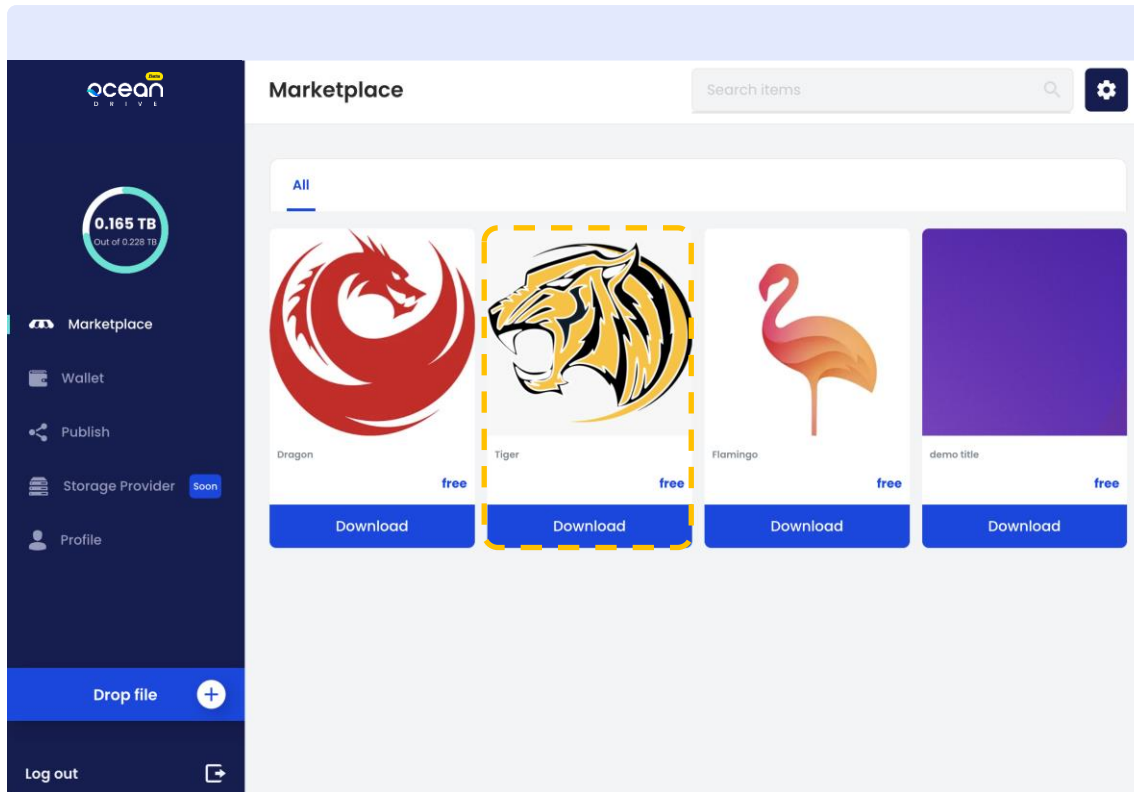 Beta
ocean
DRIVE
Marketplace
Search items
All
0.165 TB
Out of 0.228 TB
Marketplace
Wallet
Publish
Storage Provider Soon
Profile
Drop file
Log out
Dragon
free
Download
Tiger
free
Download
Flamingo
free
Download
demo title
free
Download